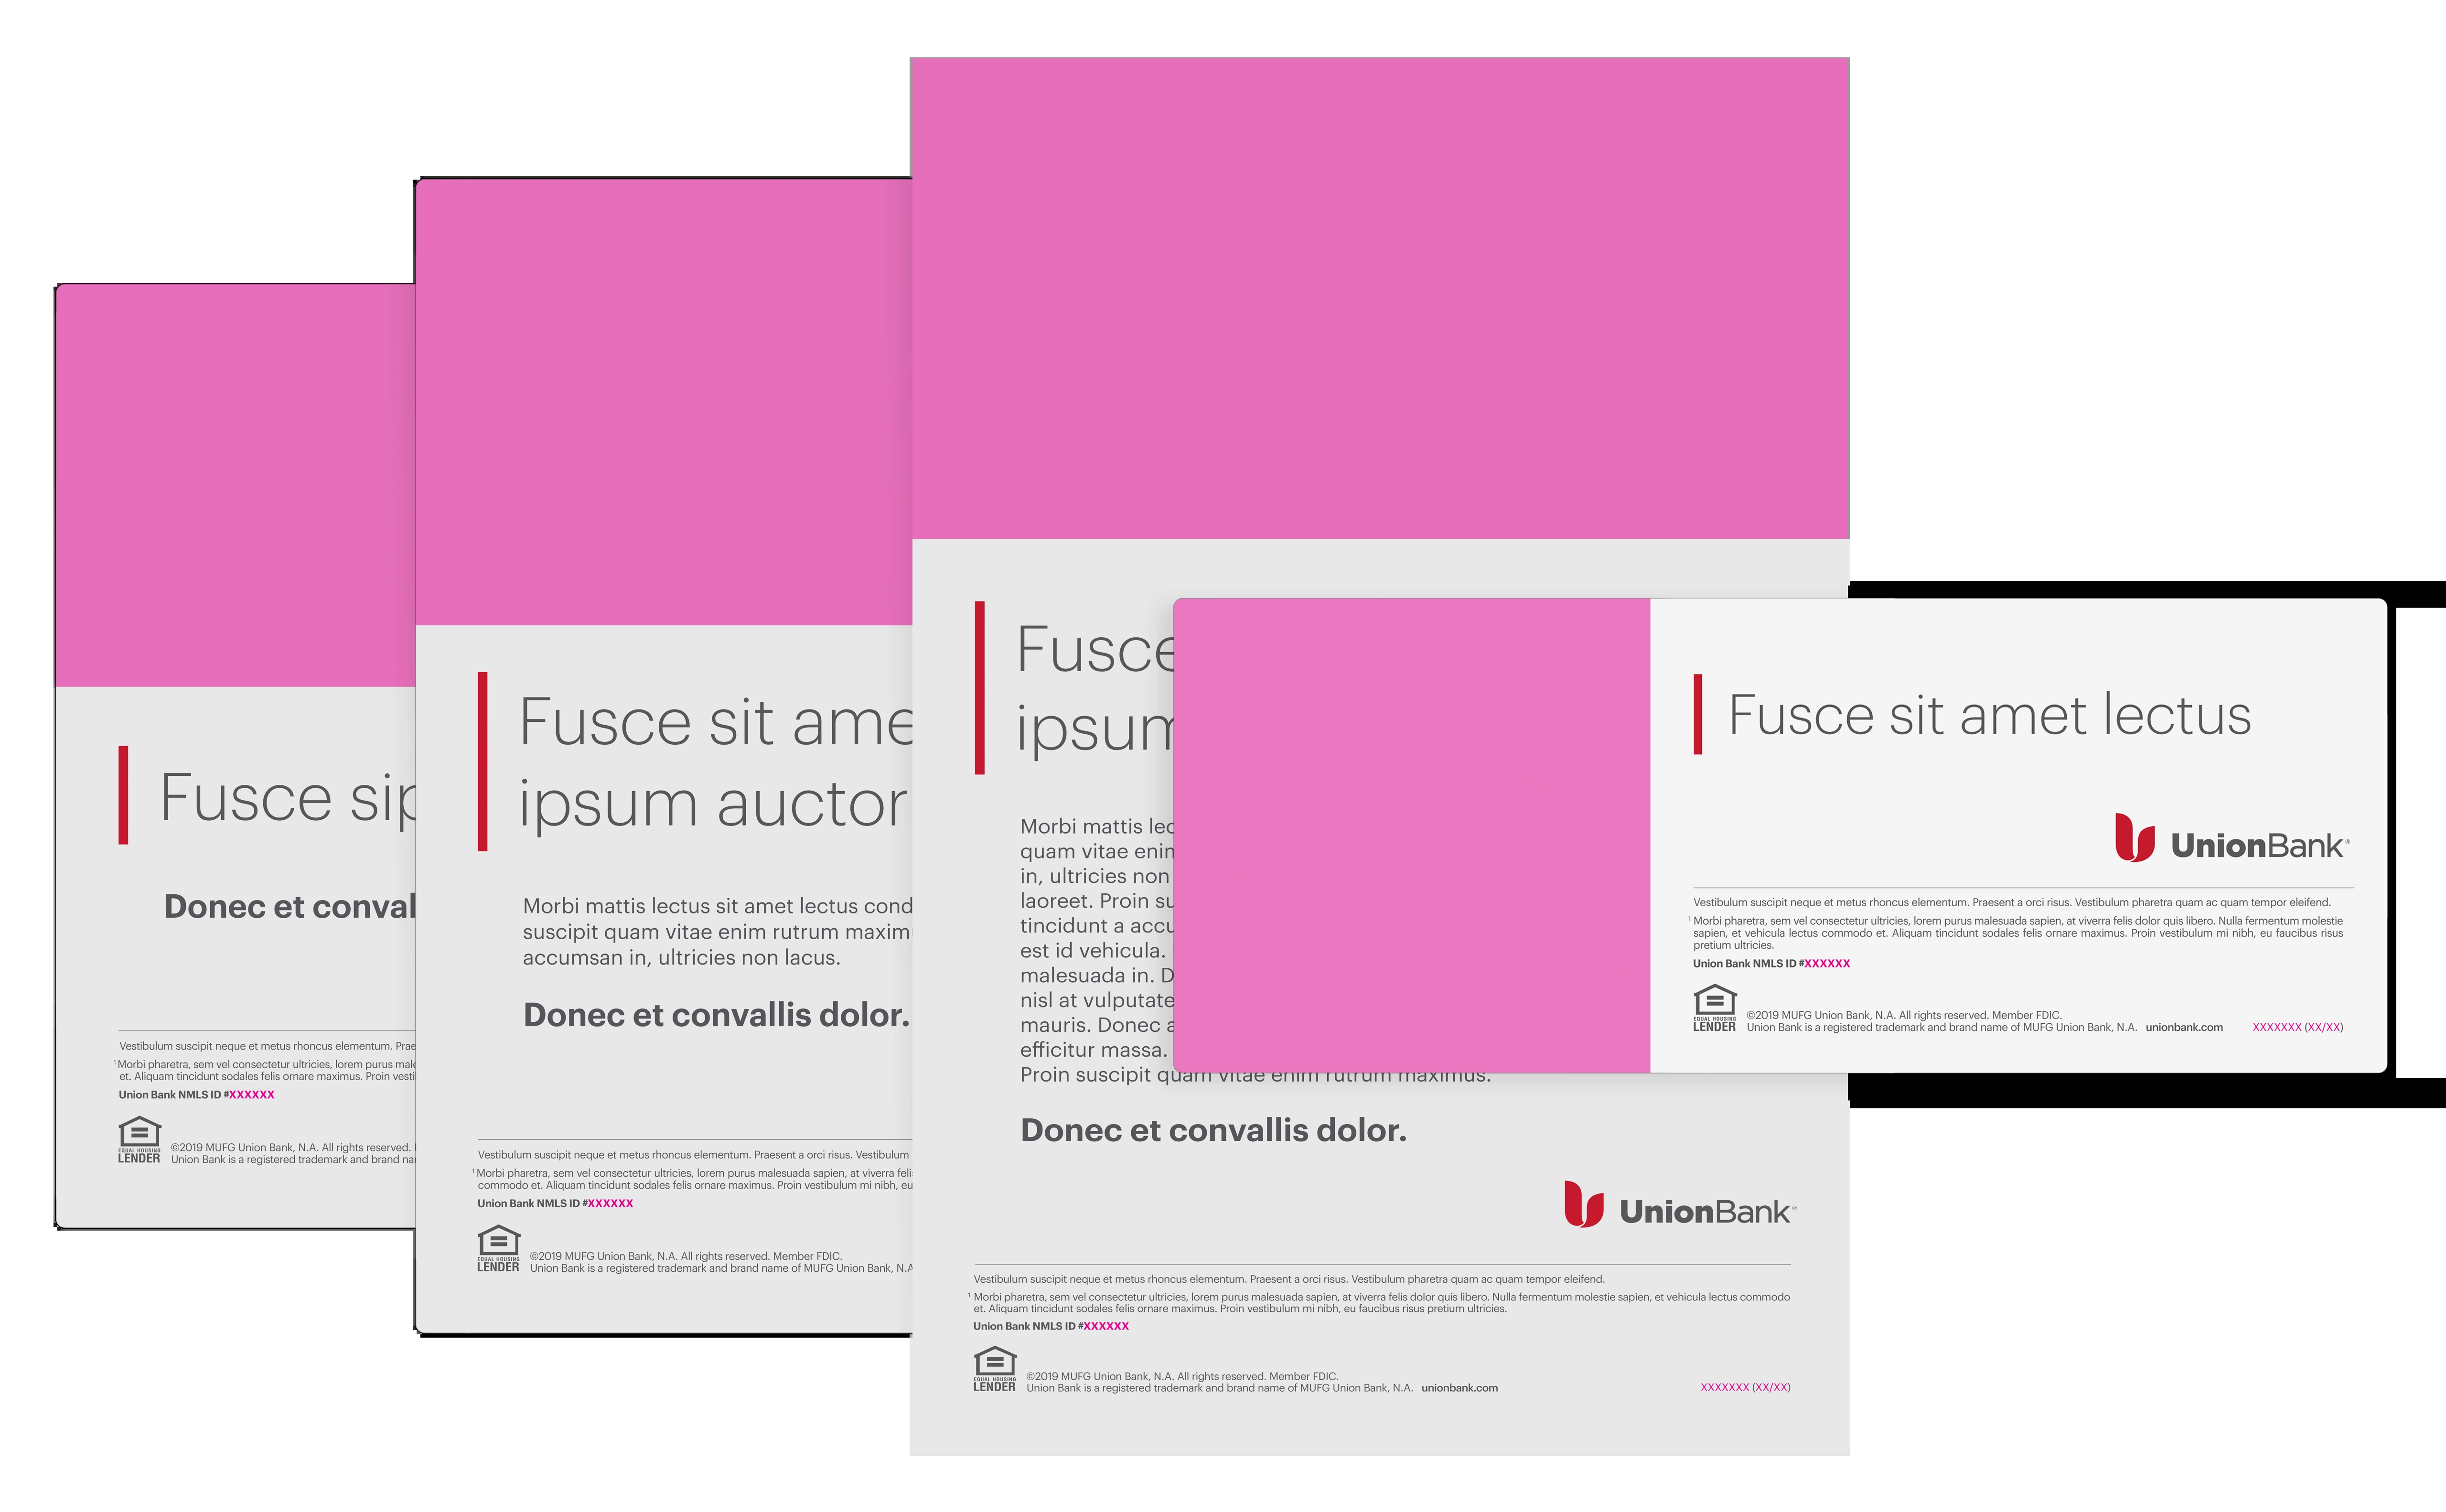 Fusce sip
Donec et conval
Vestibulum suscipit neque et metus rhoncus elementum. Prae
1 Morbi pharetra, sem vel consectetur ultricies, lorem purus male
et. Aliquam tincidunt sodales felis ornare maximus. Proin vesti
Union Bank NMLS ID #XXXXXX
EQUAL HOUSING
LENDER
©2019 MUFG Union Bank, N.A. All rights reserved.
Union Bank is a registered trademark and brand na
Fusce sit ame
ipsum auctor
Morbi mattis lectus sit amet lectus cond
suscipit quam vitae enim rutrum maxim
accumsan in, ultricies non lacus.
Donec et convallis dolor.
Vestibulum suscipit neque et metus rhoncus elementum. Praesent a orci risus. Vestibulum
1 Morbi pharetra, sem vel consectetur ultricies, lorem purus malesuada sapien, at viverra feli
commodo et. Aliquam tincidunt sodales felis ornare maximus. Proin vestibulum mi nibh, eu
Union Bank NMLS ID #XXXXXX
EQUAL HOUSING
LENDER
©2019 MUFG Union Bank, N.A. All rights reserved. Member FDIC.
Union Bank is a registered trademark and brand name of MUFG Union Bank, N.A
Fusce
ipsum
Morbi mattis lec
quam vitae enim
in, ultricies non
laoreet. Proin su
tincidunt a accu
est id vehicula.
malesuada in. D
nisl at vulputate
mauris. Donec a
efficitur massa.
Proin suscipit quam vitae enim rutrum maximus.
Donec et convallis dolor.
UnionBank®
Vestibulum suscipit neque et metus rhoncus elementum. Praesent a orci risus. Vestibulum pharetra quam ac quam tempor eleifend.
1 Morbi pharetra, sem vel consectetur ultricies, lorem purus malesuada sapien, at viverra felis dolor quis libero. Nulla fermentum molestie sapien, et vehicula lectus commodo
et. Aliquam tincidunt sodales felis ornare maximus. Proin vestibulum mi nibh, eu faucibus risus pretium ultricies.
Union Bank NMLS ID #XXXXXX
EQUAL HOUSING
LENDER
©2019 MUFG Union Bank, N.A. All rights reserved. Member FDIC.
Union Bank is a registered trademark and brand name of MUFG Union Bank, N.A. unionbank.com XXXXXXX (XX/XX)
Fusce sit amet lectus
UnionBank®
Vestibulum suscipit neque et metus rhoncus elementum. Praesent a orci risus. Vestibulum pharetra quam ac quam tempor eleifend.
1 Morbi pharetra, sem vel consectetur ultricies, lorem purus malesuada sapien, at viverra felis dolor quis libero. Nulla fermentum molestie
sapien, et vehicula lectus commodo et. Aliquam tincidunt sodales felis ornare maximus. Proin vestibulum mi nibh, eu faucibus risus
pretium ultricies.
Union Bank NMLS ID #XXXXXX
EQUAL HOUSING
LENDER
©2019 MUFG Union Bank, N.A. All rights reserved. Member FDIC.
Union Bank is a registered trademark and brand name of MUFG Union Bank, N.A. unionbank.com XXXXXXX (XX/XX)